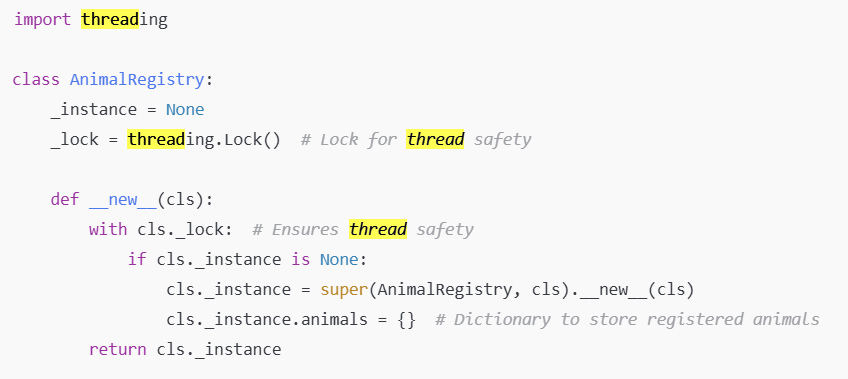 import threading
class AnimalRegistry:
_instance = None
_lock = threading.Lock()  # Lock for thread safety
def __new__(cls):
with cls._lock:  # Ensures thread safety
if cls._instance is None:
cls._instance = super(AnimalRegistry, cls).__new__(cls)
cls._instance.animals = {}  # Dictionary to store registered animals
return cls._instance